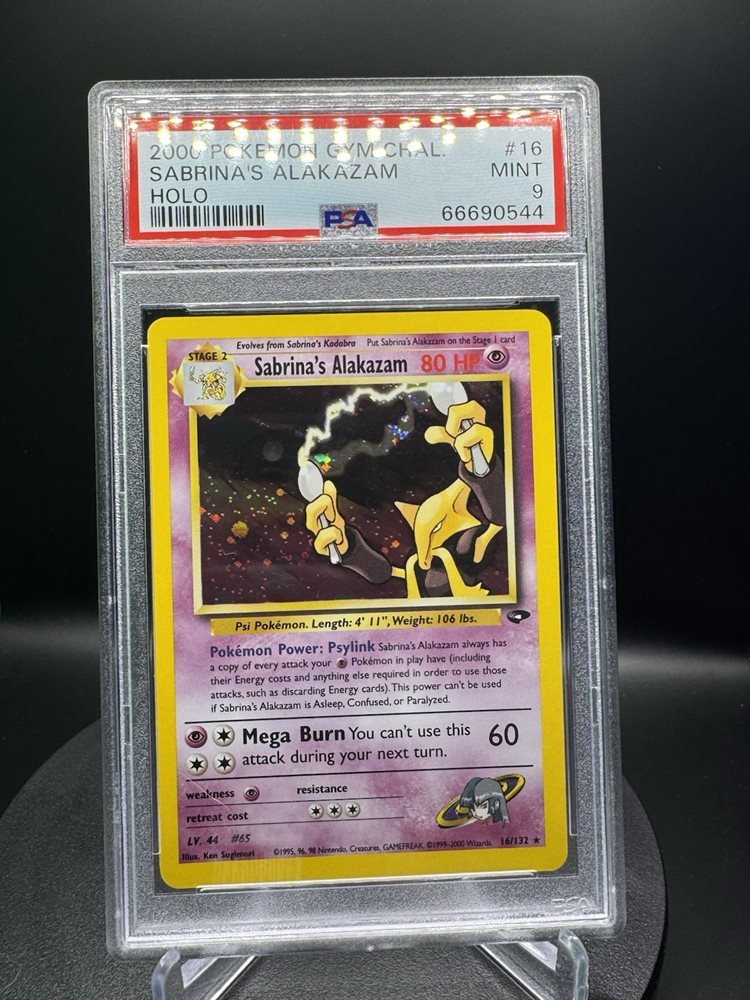 2000 POKEMON GYM CHAL. #16
SABRINA'S ALAKAZAM MINT
HOLO 9
PSA 66690544
Evolves from Sabrina's Kadabra Put Sabrina's Alakazam on the Stage 1 card
STAGE 2
Sabrina's Alakazam 80 HP
Psi Pokémon. Length: 4' 11", Weight: 106 lbs.
Pokémon Power: Psylink Sabrina's Alakazam always has
a copy of every attack your Pokémon in play have (including
their Energy costs and anything else required in order to use those
attacks, such as discarding Energy cards). This power can't be used
if Sabrina's Alakazam is Asleep, Confused, or Paralyzed.
Mega Burn You can't use this 60
attack during your next turn.
weakness resistance
retreat cost
LV. 44 #65
Illus. Ken Sugimori ©1995, 96, 98 Nintendo, Creatures, GAMEFREAK. ©1999-2000 Wizards. 16/132 ★
PSA